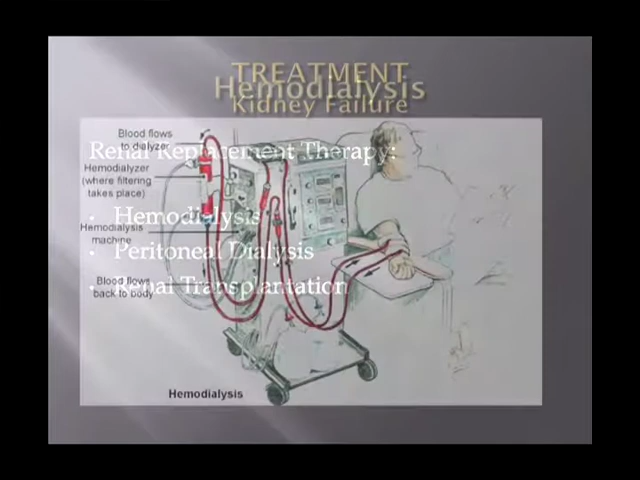 TREATMENT
Hemodialysis
Kidney Failure
Blood flows
to dialyzer
Renal Replacement Therapy:
Hemodialyzer
(where filtering
takes place)
• Hemodialysis
Hemodialysis
machine
• Peritoneal Dialysis
Blood flows
back to body
• Renal Transplantation
Hemodialysis